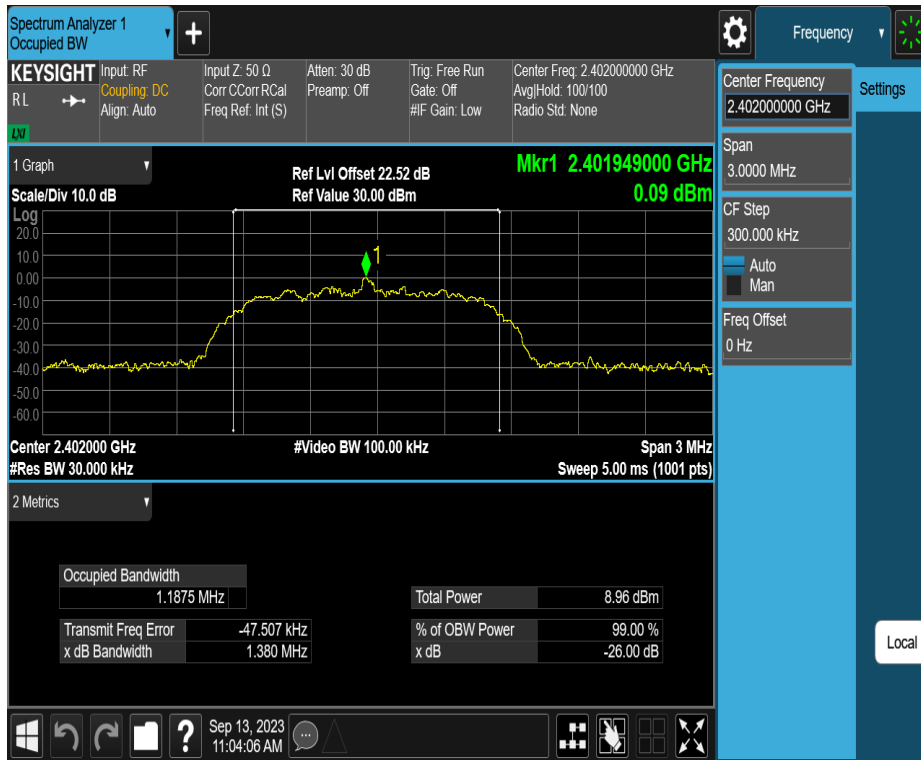 Spectrum Analyzer 1
Occupied BW
+
Frequency
KEYSIGHT
R L
LXI
Input: RF
Coupling: DC
Align: Auto
Input Z: 50 Ω
Corr CCorr RCal
Freq Ref: Int (S)
Atten: 30 dB
Preamp: Off
Trig: Free Run
Gate: Off
#IF Gain: Low
Center Freq: 2.402000000 GHz
Avg|Hold: 100/100
Radio Std: None
Center Frequency
2.402000000 GHz
Settings
Span
3.0000 MHz
CF Step
300.000 kHz
Auto
Man
Freq Offset
0 Hz
Local
1 Graph
Scale/Div 10.0 dB
Ref Lvl Offset 22.52 dB
Ref Value 30.00 dBm
Mkr1 2.401949000 GHz
0.09 dBm
Log
20.0
10.0
0.00
-10.0
-20.0
-30.0
-40.0
-50.0
-60.0
1
Center 2.402000 GHz
#Res BW 30.000 kHz
#Video BW 100.00 kHz
Span 3 MHz
Sweep 5.00 ms (1001 pts)
2 Metrics
Occupied Bandwidth
1.1875 MHz
Total Power 8.96 dBm
Transmit Freq Error -47.507 kHz
% of OBW Power 99.00 %
x dB Bandwidth 1.380 MHz
x dB -26.00 dB
?
Sep 13, 2023
11:04:06 AM